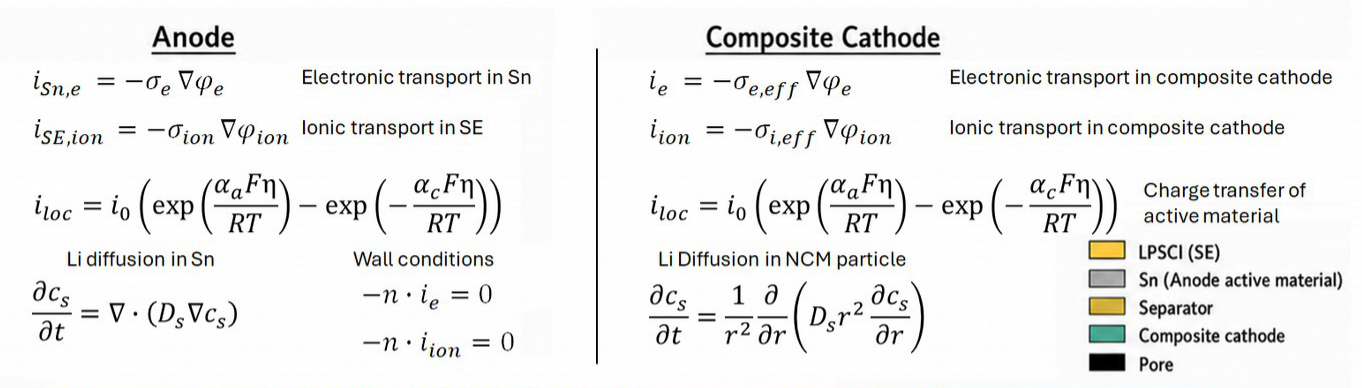 Anode
i_{Sn,e} = −σ_e ∇φ_e Electronic transport in Sn
i_{SE,ion} = −σ_{ion} ∇φ_{ion} Ionic transport in SE
i_{loc} = i_0 (exp(α_a Fη / RT) − exp(−α_c Fη / RT))
Li diffusion in Sn
∂c_s/∂t = ∇ · (D_s ∇c_s)
Wall conditions
−n · i_e = 0
−n · i_{ion} = 0
Composite Cathode
i_e = −σ_{e,eff} ∇φ_e Electronic transport in composite cathode
i_{ion} = −σ_{i,eff} ∇φ_{ion} Ionic transport in composite cathode
i_{loc} = i_0 (exp(α_a Fη / RT) − exp(−α_c Fη / RT))
Charge transfer of
active material
Li Diffusion in NCM particle
∂c_s/∂t = 1/r² ∂/∂r (D_s r² ∂c_s/∂r)
LPSCI (SE)
Sn (Anode active material)
Separator
Composite cathode
Pore